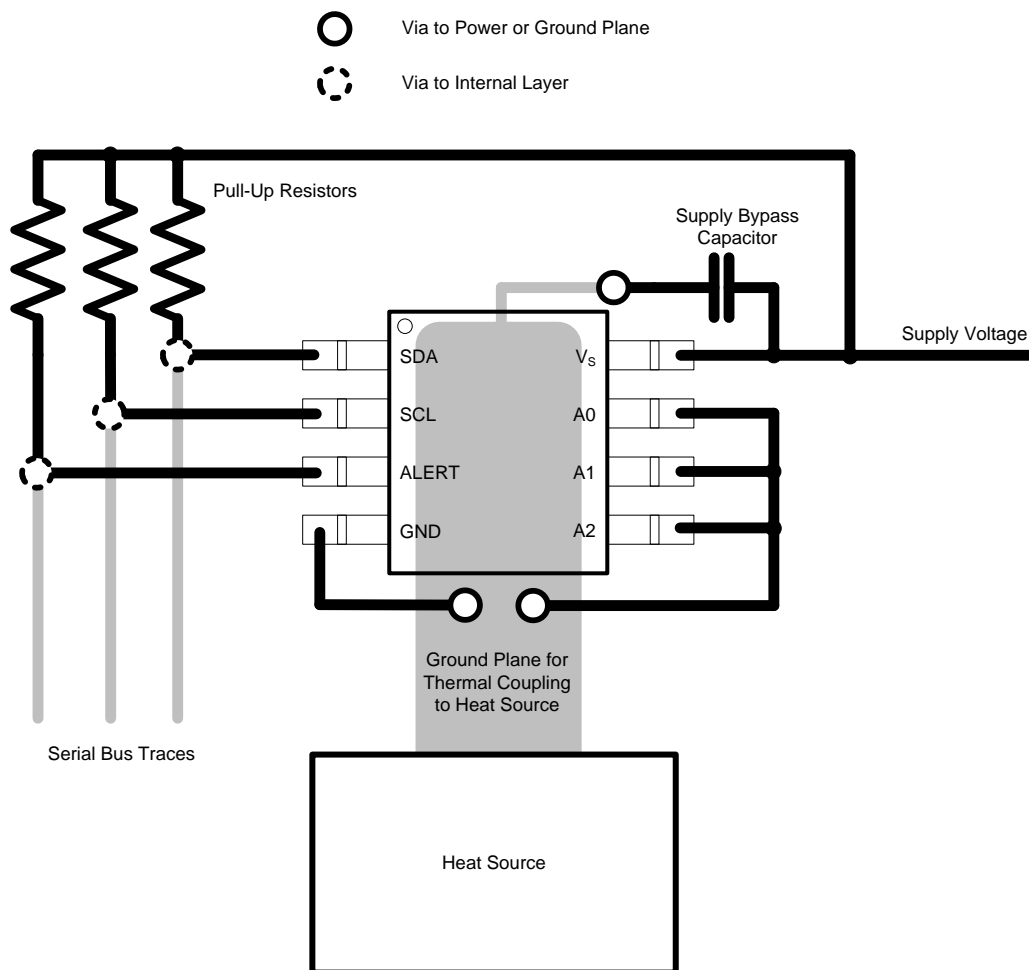 Via to Power or Ground Plane
Via to Internal Layer
Pull-Up Resistors
Supply Bypass
Capacitor
Supply Voltage
SDA
VS
SCL
A0
ALERT
A1
GND
A2
Ground Plane for
Thermal Coupling
to Heat Source
Serial Bus Traces
Heat Source